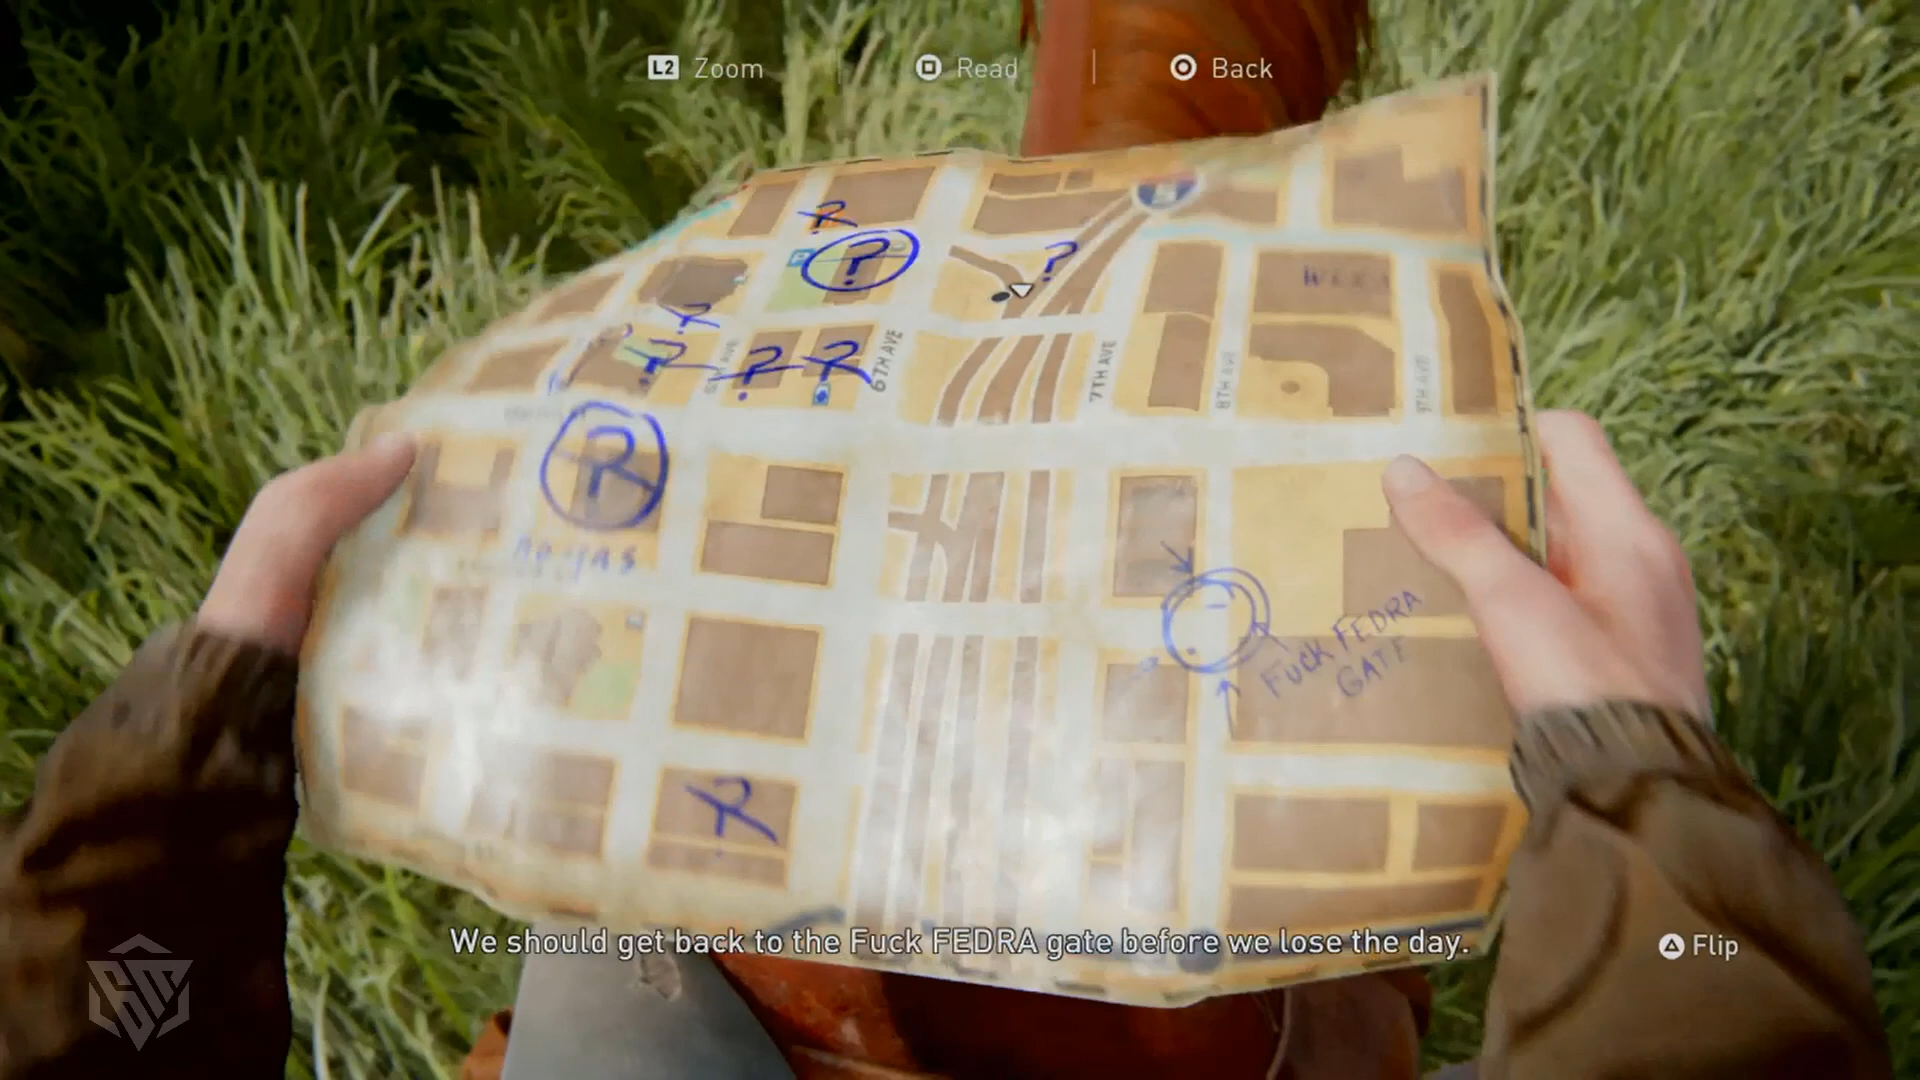 L2 Zoom
Read
Back
?
?
?
?
?
?
?
6TH AVE
7TH AVE
8TH AVE
9TH AVE
?
FUCK FEDRA
GATE
?
We should get back to the Fuck FEDRA gate before we lose the day.
Flip